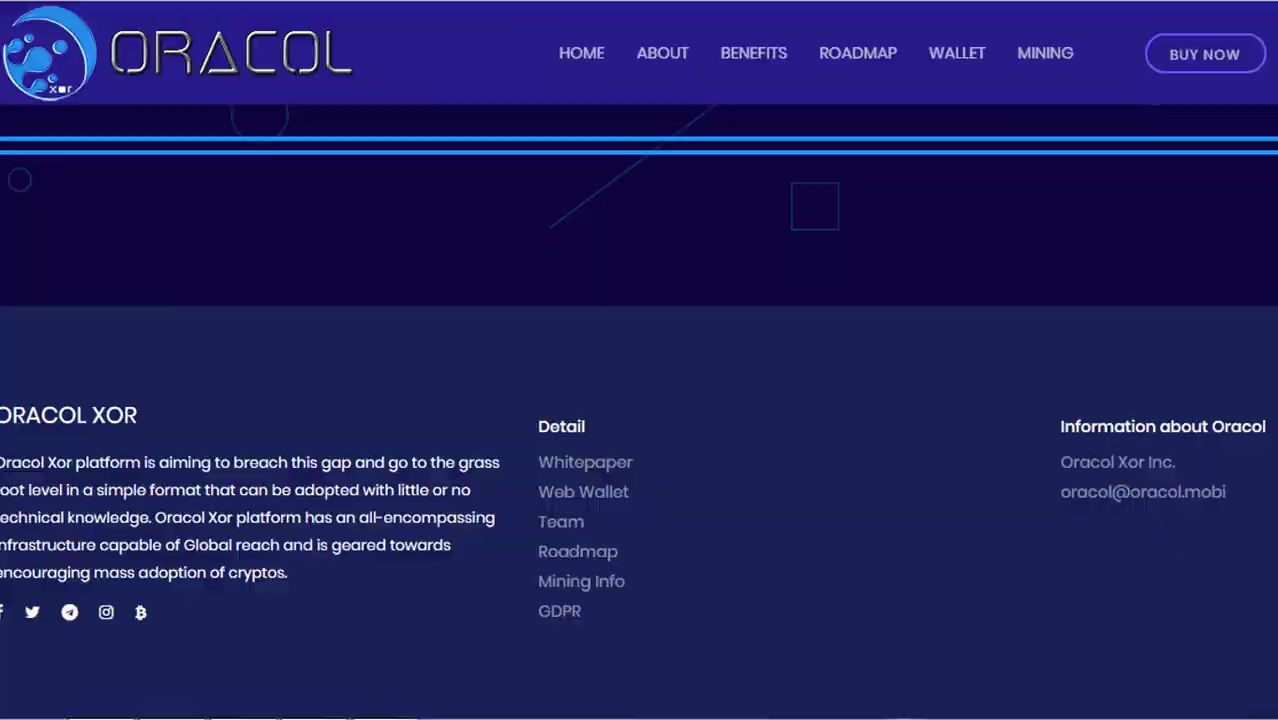 ORACOL
xor
HOME ABOUT BENEFITS ROADMAP WALLET MINING BUY NOW
ORACOL XOR
Oracol Xor platform is aiming to breach this gap and go to the grass
oot level in a simple format that can be adopted with little or no
echnical knowledge. Oracol Xor platform has an all-encompassing
nfrastructure capable of Global reach and is geared towards
encouraging mass adoption of cryptos.
Detail
Whitepaper
Web Wallet
Team
Roadmap
Mining Info
GDPR
Information about Oracol
Oracol Xor Inc.
oracol@oracol.mobi